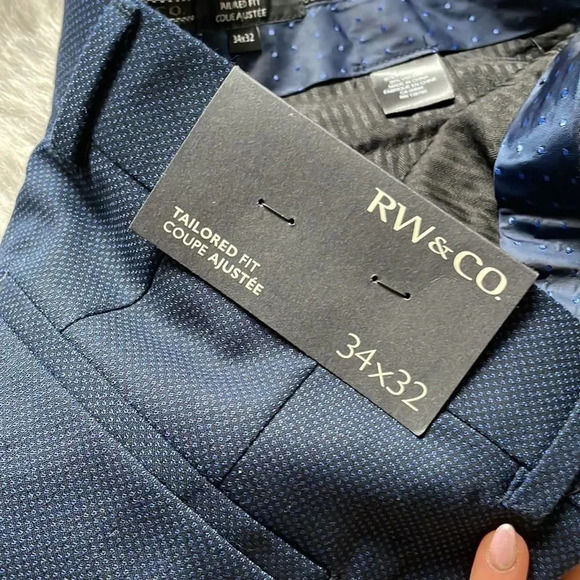 TAILORED FIT
COUPE AJUSTÉE
34x32
RW&CO.
TAILORED FIT
COUPE AJUSTÉE
34x32